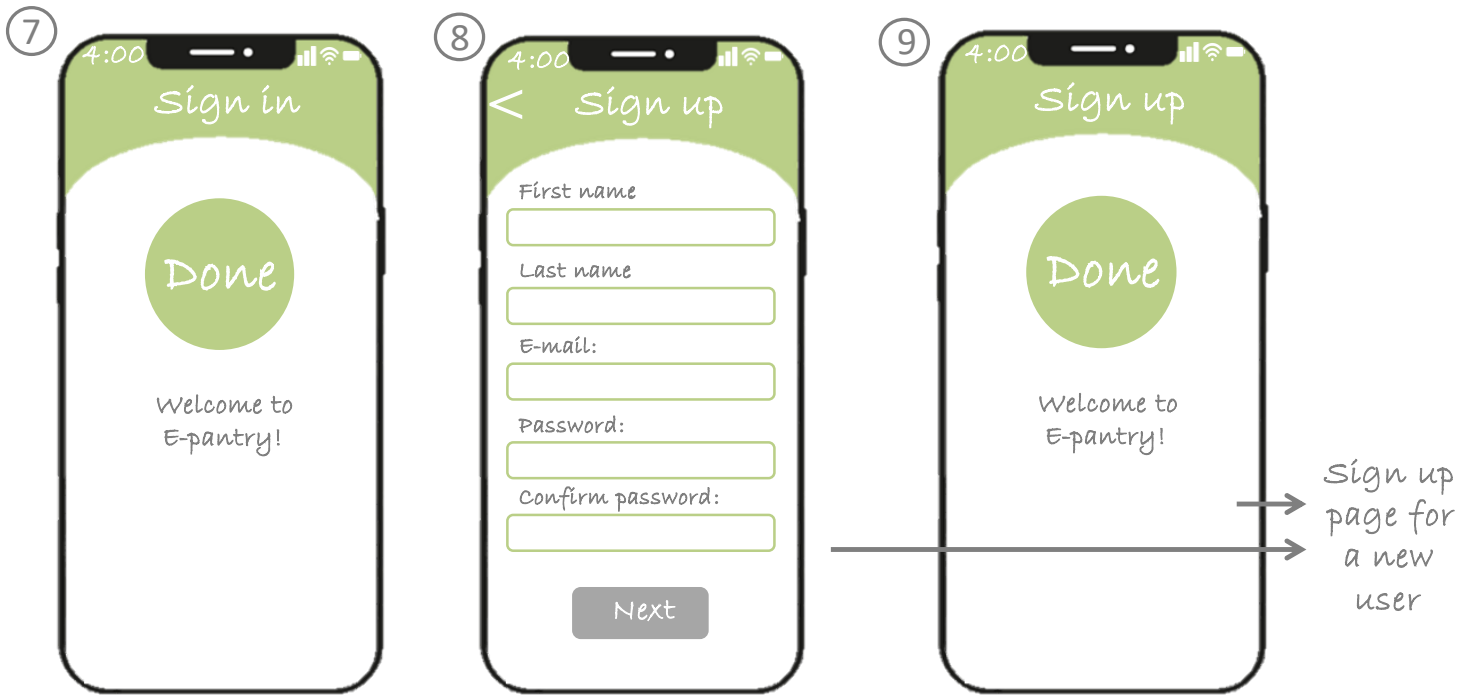 7
4:00
Sign in
Done
Welcome to
E-pantry!
8
4:00
<
Sign up
First name
Last name
E-mail:
Password:
Confirm password:
Next
9
4:00
Sign up
Done
Welcome to
E-pantry!
Sign up
page for
a new
user